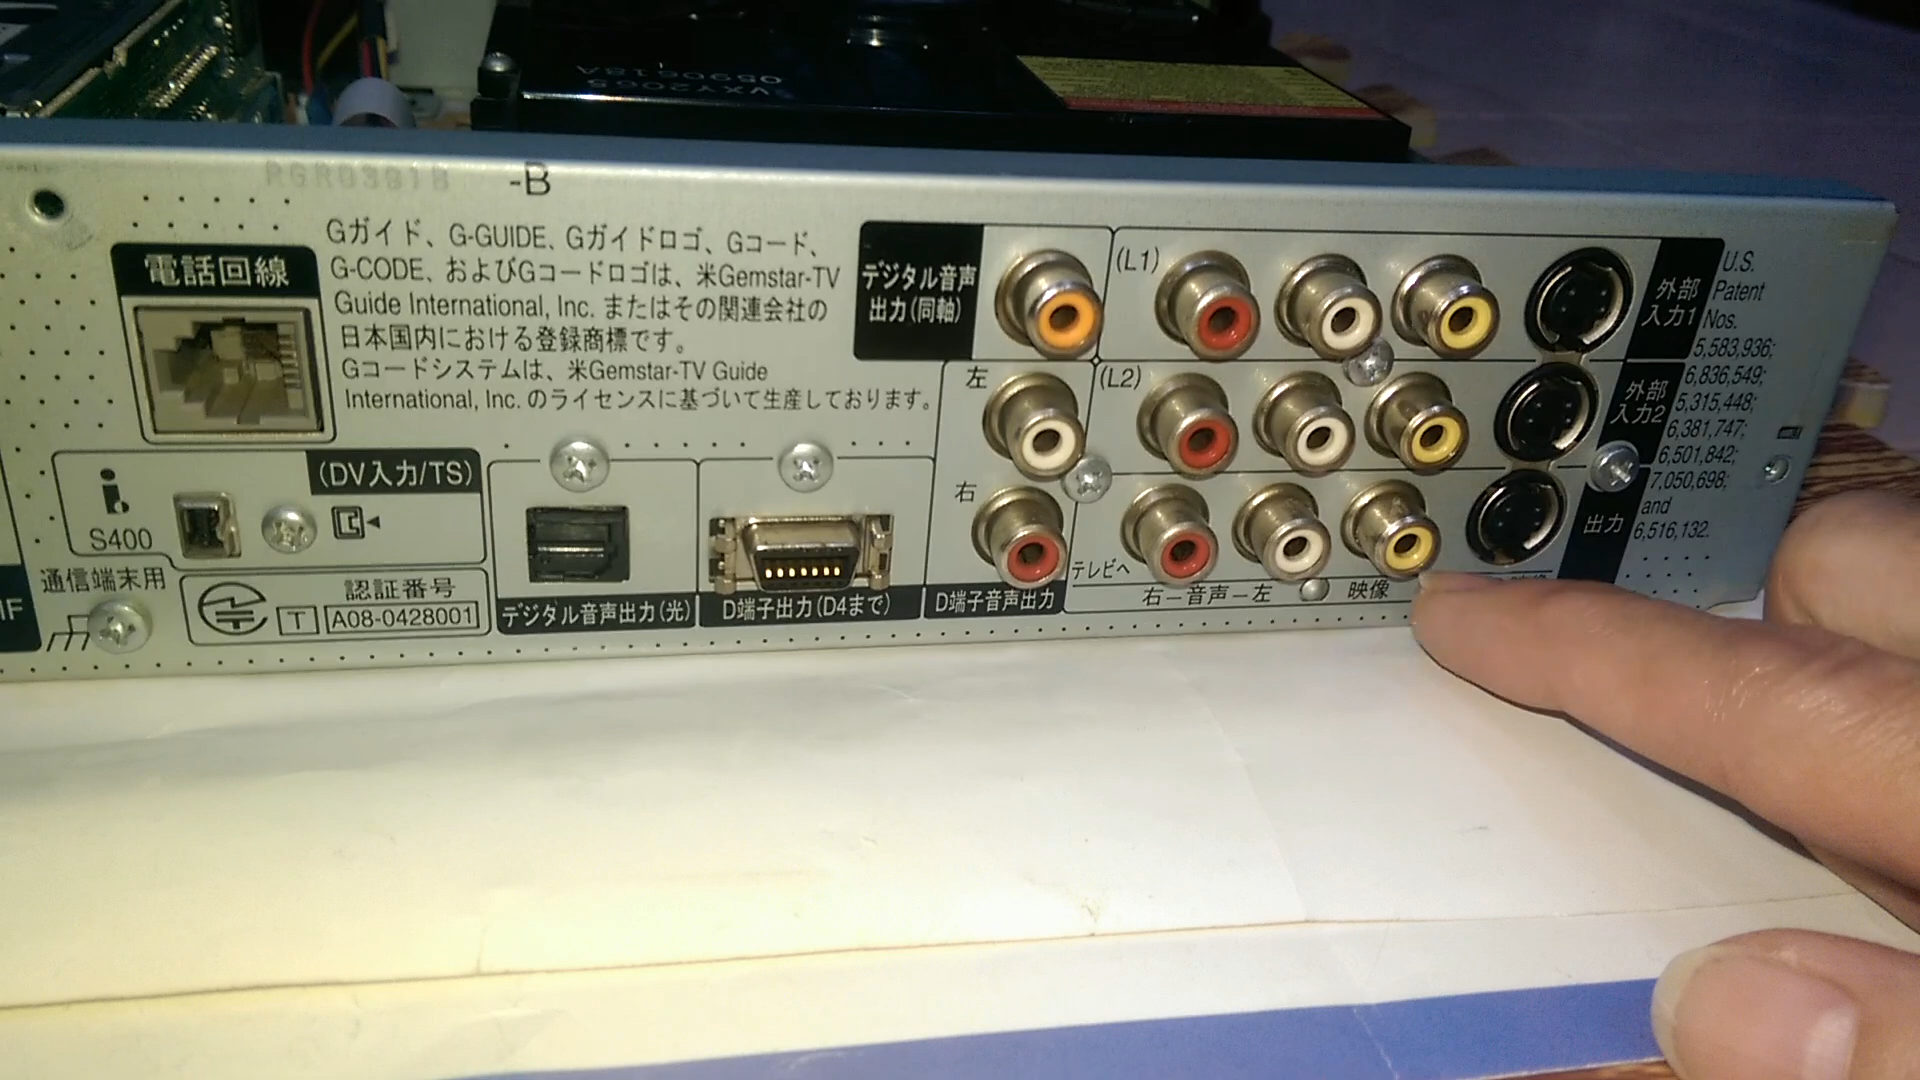 -B
Gガイド、G-GUIDE、Gガイドロゴ、Gコード、
G-CODE、およびGコードロゴは、米Gemstar-TV
Guide International, Inc. またはその関連会社の
日本国内における登録商標です。
Gコードシステムは、米Gemstar-TV Guide
International, Inc. のライセンスに基づいて生産しております。
電話回線
(DV入力/TS)
i
S400
通信端末用
認証番号
T A08-0428001
デジタル音声出力(光)
D端子出力(D4まで)
デジタル音声
出力(同軸)
左
右
D端子音声出力
(L1)
(L2)
テレビへ
右－音声－左
映像
外部
入力1
外部
入力2
出力
U.S.
Patent
Nos.
5,583,936;
6,836,549;
5,315,448;
6,381,747;
6,501,842;
7,050,698;
and
6,516,132.